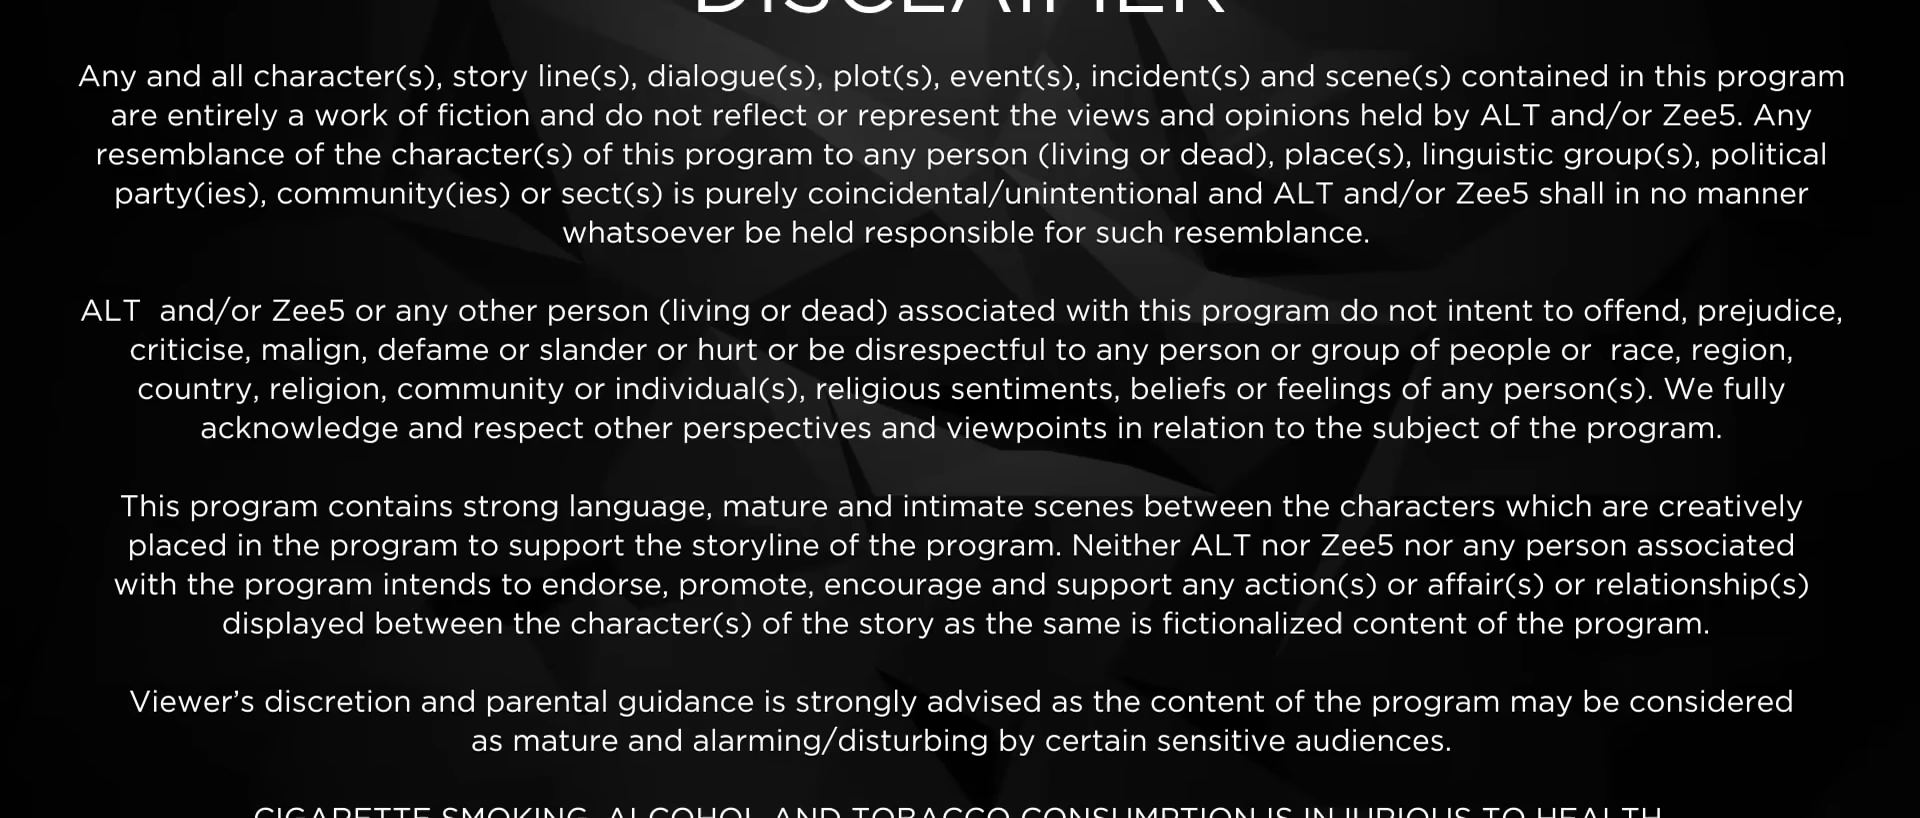 DISCLAIMER
Any and all character(s), story line(s), dialogue(s), plot(s), event(s), incident(s) and scene(s) contained in this program
are entirely a work of fiction and do not reflect or represent the views and opinions held by ALT and/or Zee5. Any
resemblance of the character(s) of this program to any person (living or dead), place(s), linguistic group(s), political
party(ies), community(ies) or sect(s) is purely coincidental/unintentional and ALT and/or Zee5 shall in no manner
whatsoever be held responsible for such resemblance.
ALT and/or Zee5 or any other person (living or dead) associated with this program do not intent to offend, prejudice,
criticise, malign, defame or slander or hurt or be disrespectful to any person or group of people or race, region,
country, religion, community or individual(s), religious sentiments, beliefs or feelings of any person(s). We fully
acknowledge and respect other perspectives and viewpoints in relation to the subject of the program.
This program contains strong language, mature and intimate scenes between the characters which are creatively
placed in the program to support the storyline of the program. Neither ALT nor Zee5 nor any person associated
with the program intends to endorse, promote, encourage and support any action(s) or affair(s) or relationship(s)
displayed between the character(s) of the story as the same is fictionalized content of the program.
Viewer’s discretion and parental guidance is strongly advised as the content of the program may be considered
as mature and alarming/disturbing by certain sensitive audiences.
CIGARETTE SMOKING, ALCOHOL AND TOBACCO CONSUMPTION IS INJURIOUS TO HEALTH